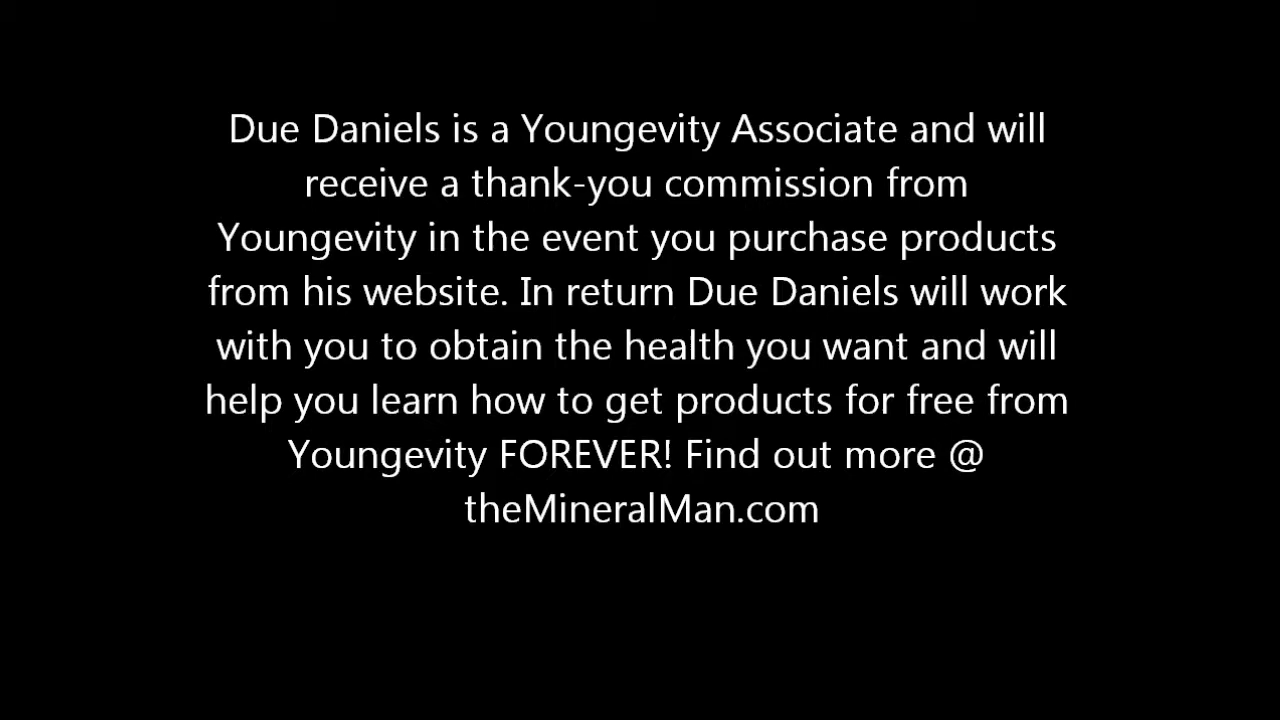 Due Daniels is a Youngevity Associate and will
receive a thank-you commission from
Youngevity in the event you purchase products
from his website. In return Due Daniels will work
with you to obtain the health you want and will
help you learn how to get products for free from
Youngevity FOREVER! Find out more @
theMineralMan.com